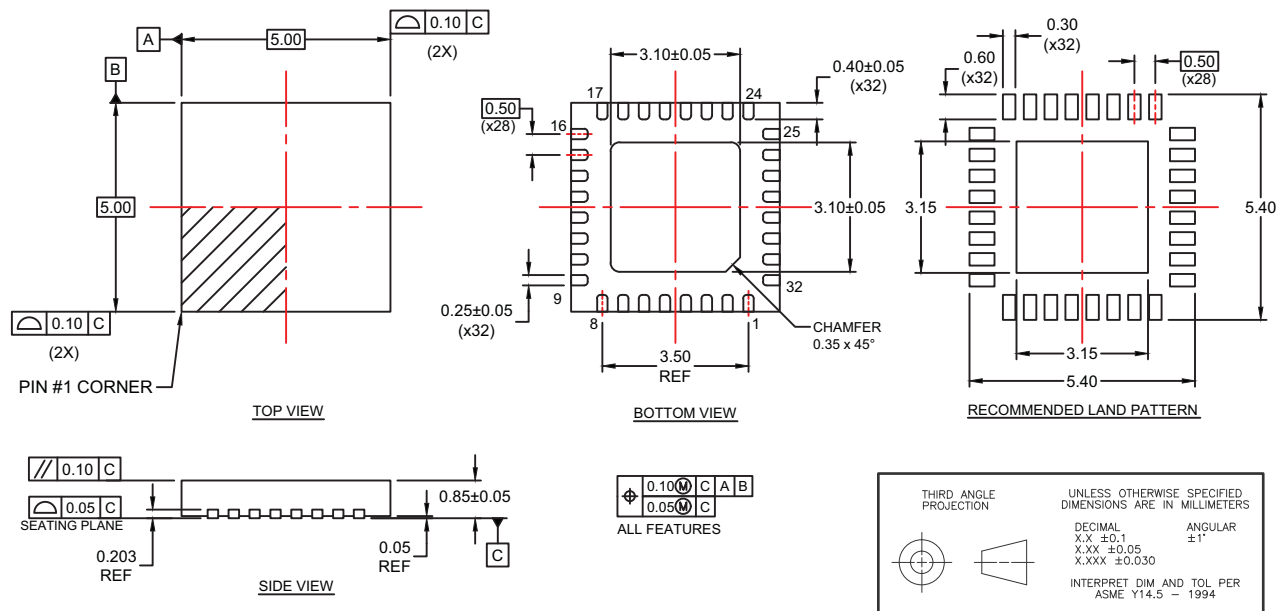 A
5.00
⌓ 0.10 C
(2X)
B
5.00
⌓ 0.10 C
(2X)
PIN #1 CORNER
TOP VIEW
3.10±0.05
0.40±0.05
(x32)
17
24
0.50
(x28)
16
25
3.10±0.05
9
32
0.25±0.05
(x32)
8
1
CHAMFER
0.35 x 45°
3.50
REF
BOTTOM VIEW
0.30
(x32)
0.60
(x32)
0.50
(x28)
3.15
5.40
3.15
5.40
RECOMMENDED LAND PATTERN
// 0.10 C
⌓ 0.05 C
SEATING PLANE
0.85±0.05
0.203
REF
0.05
REF
C
SIDE VIEW
⌖ 0.10Ⓜ C A B
0.05Ⓜ C
ALL FEATURES
THIRD ANGLE
PROJECTION
UNLESS OTHERWISE SPECIFIED
DIMENSIONS ARE IN MILLIMETERS
DECIMAL ANGULAR
X.X ±0.1 ±1°
X.XX ±0.05
X.XXX ±0.030
INTERPRET DIM AND TOL PER
ASME Y14.5 – 1994